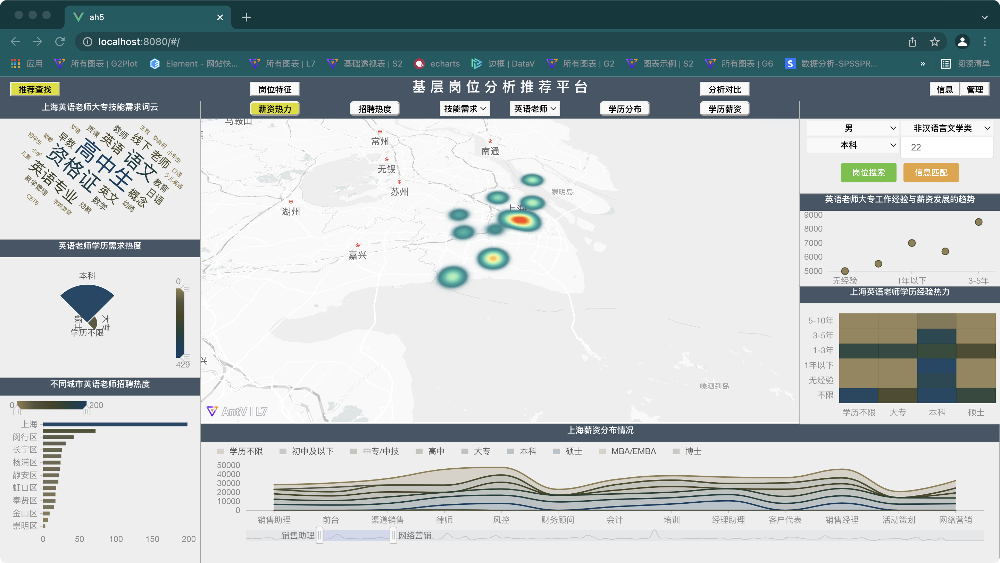 ah5
localhost:8080/#/
应用
所有图表 | G2Plot
Element - 网站快...
所有图表 | L7
基础透视表 | S2
echarts
边框 | DataV
所有图表 | G2
图表示例 | S2
所有图表 | G6
数据分析-SPSSPR...
»
阅读清单
推荐查找
岗位特征
基层岗位分析推荐平台
分析对比
信息
管理
薪资热力
招聘热度
技能需求
英语老师
学历分布
学历薪资
上海英语老师大专技能需求词云
双语
授课
教师
主教
初中生
助教
早教
英语
线下
学龄前
儿童
小学
资格证
高中生
语文
老师
小学生
英语专业
口语
少儿英语
教学管理
英文
概念
教育
日语
CET6
学前教育
幼教
数学
幼师
英语老师学历需求热度
本科
大专
硕士
学历不限
0
429
不同城市英语老师招聘热度
0
200
上海
闵行区
长宁区
杨浦区
静安区
虹口区
奉贤区
金山区
崇明区
0 50 100 150 200
马鞍山
常州
南通
无锡
苏州
崇明岛
上海
湖州
嘉兴
兴
嵊泗列岛
AntV | L7
男
非汉语言文学类
本科
22
岗位搜索
信息匹配
英语老师大专工作经验与薪资发展的趋势
9000
8000
7000
6000
5000
无经验 1年以下 3-5年
上海英语老师学历经验热力
5-10年
3-5年
1-3年
1年以下
无经验
不限
学历不限 大专 本科 硕士
上海薪资分布情况
学历不限 初中及以下 中专/中技 高中 大专 本科 硕士 MBA/EMBA 博士
50000
40000
30000
20000
10000
0
销售助理 前台 渠道销售 律师 风控 财务顾问 会计 培训 经理助理 客户代表 销售经理 活动策划 网络营销
销售助理 网络营销